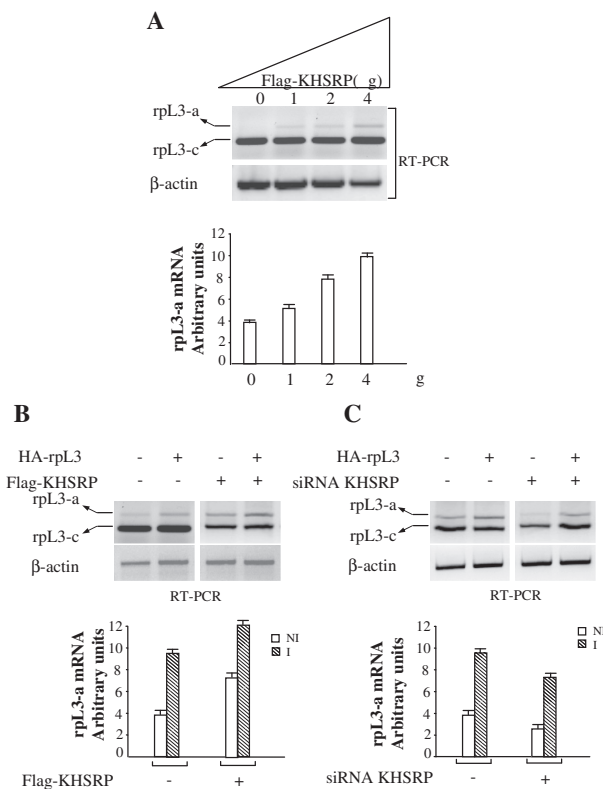 A
Flag-KHSRP( g)
0 1 2 4
rpL3-a
rpL3-c
β-actin
RT-PCR
rpL3-a mRNA
Arbitrary units
12
10
8
6
4
2
0
0 1 2 4 g
B
HA-rpL3 - + - +
Flag-KHSRP - - + +
rpL3-a
rpL3-c
β-actin
RT-PCR
rpL3-a mRNA
Arbitrary units
12
10
8
6
4
2
0
NI
I
Flag-KHSRP - +
C
HA-rpL3 - + - +
siRNA KHSRP - - + +
rpL3-a
rpL3-c
β-actin
RT-PCR
rpL3-a mRNA
Arbitrary units
12
10
8
6
4
2
0
NI
I
siRNA KHSRP - +